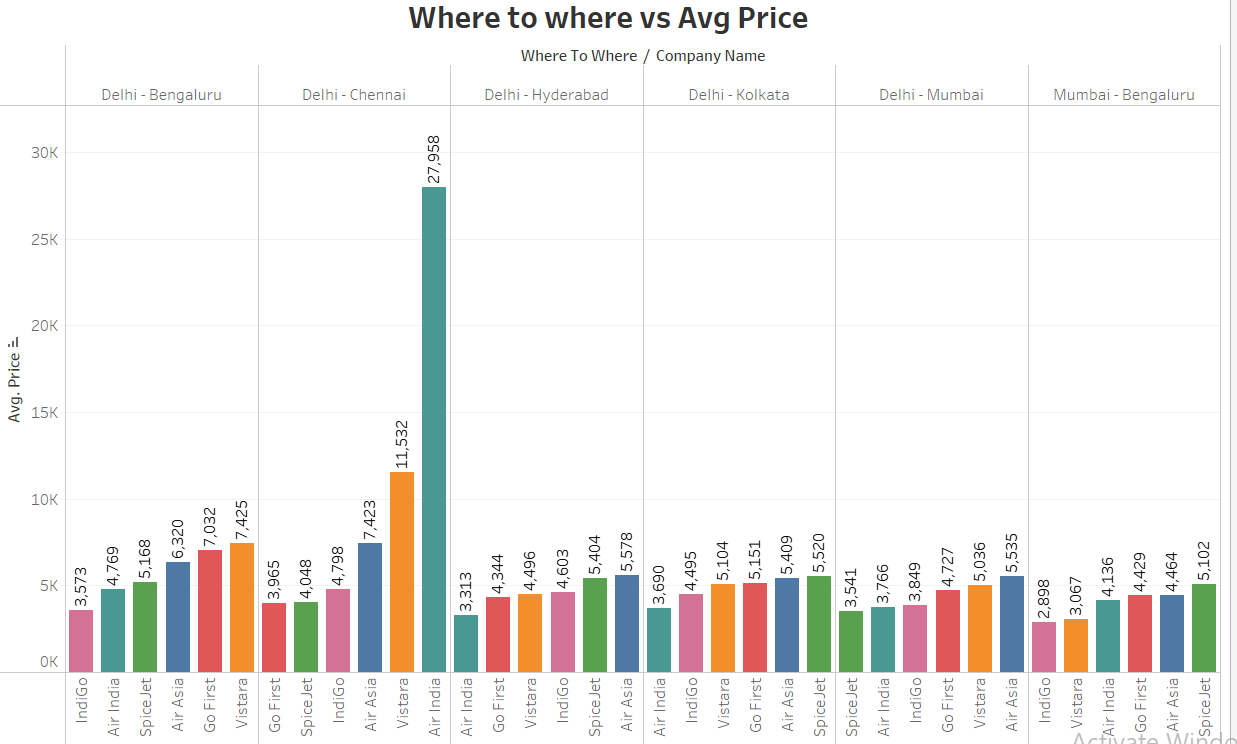 Where to where vs Avg Price
Where To Where / Company Name
Delhi - Bengaluru Delhi - Chennai Delhi - Hyderabad Delhi - Kolkata Delhi - Mumbai Mumbai - Bengaluru
Avg. Price
30K
25K
20K
15K
10K
5K
0K
3,573 4,769 5,168 6,320 7,032 7,425
3,965 4,048 4,798 7,423 11,532 27,958
3,313 4,344 4,496 4,603 5,404 5,578
3,690 4,495 5,104 5,151 5,409 5,520
3,541 3,766 3,849 4,727 5,036 5,535
2,898 3,067 4,136 4,429 4,464 5,102
IndiGo Air India SpiceJet Air Asia Go First Vistara
Go First SpiceJet IndiGo Air Asia Vistara Air India
Air India Go First Vistara IndiGo SpiceJet Air Asia
Air India IndiGo Vistara Go First Air Asia SpiceJet
SpiceJet Air India IndiGo Go First Vistara Air Asia
IndiGo Vistara Air India Go First Air Asia SpiceJet
Activate Windo